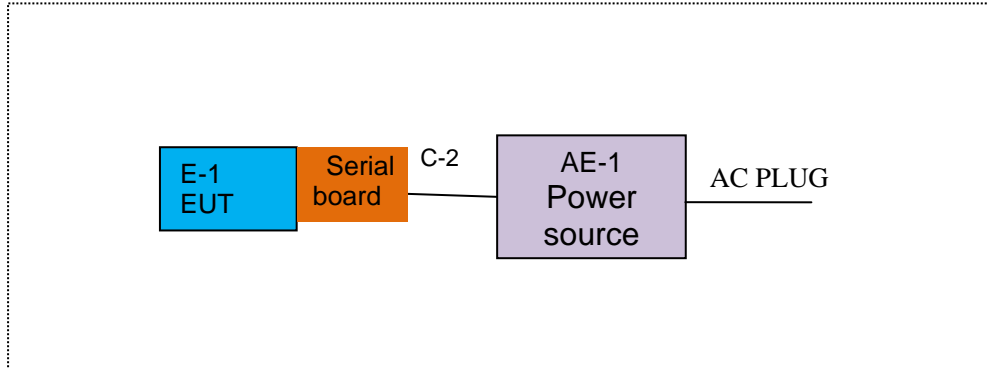 E-1
EUT
Serial
board
C-2
AE-1
Power
source
AC PLUG